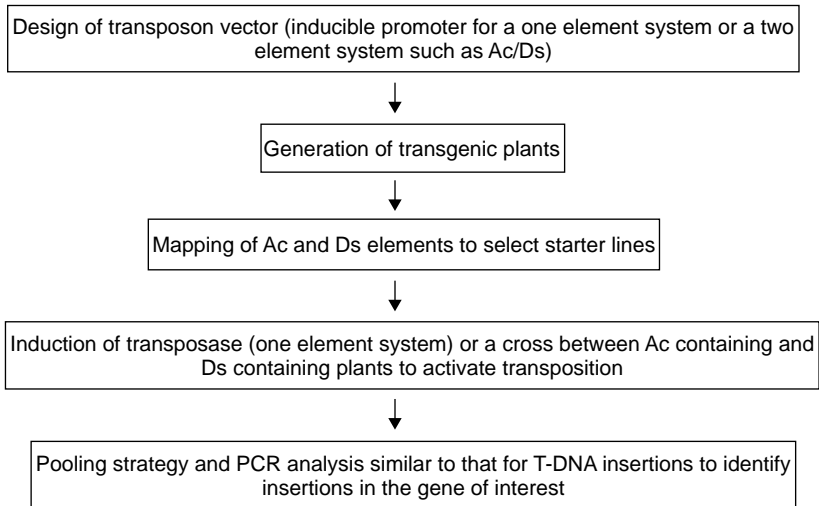 Design of transposon vector (inducible promoter for a one element system or a two
element system such as Ac/Ds)
Generation of transgenic plants
Mapping of Ac and Ds elements to select starter lines
Induction of transposase (one element system) or a cross between Ac containing and
Ds containing plants to activate transposition
Pooling strategy and PCR analysis similar to that for T-DNA insertions to identify
insertions in the gene of interest